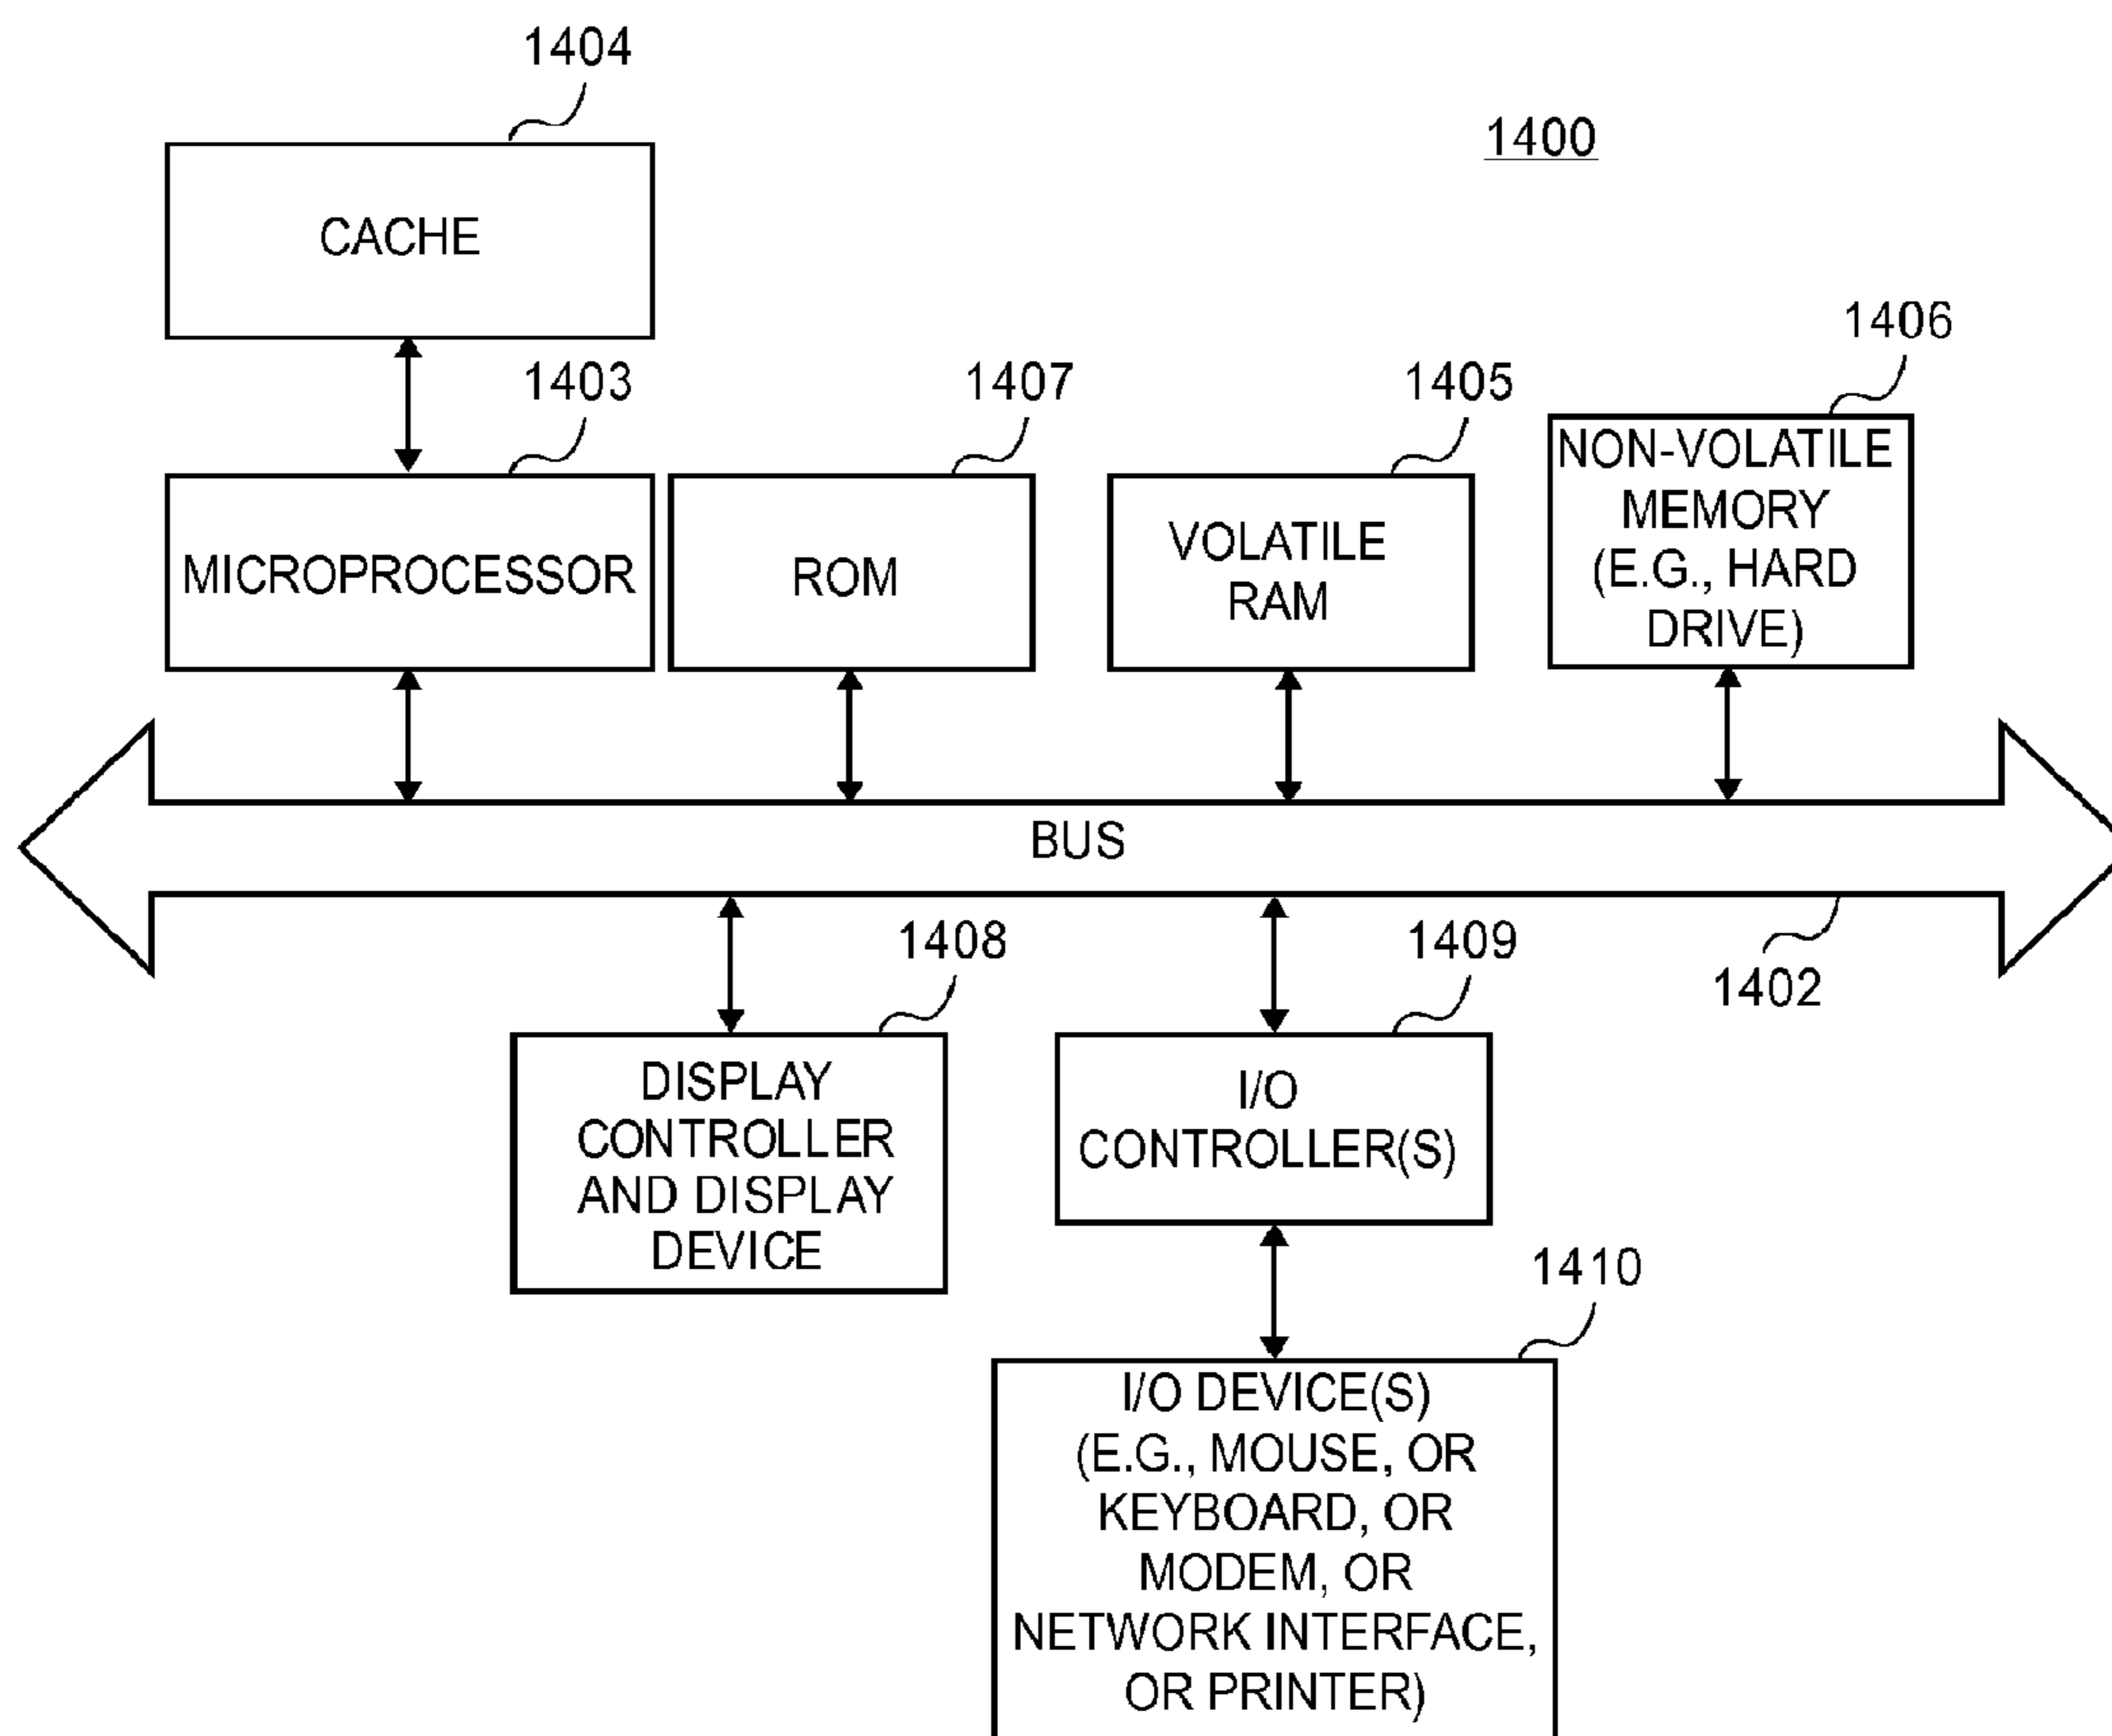 1404
1400
CACHE
1406
1403
1407
1405
NON-VOLATILE
MEMORY
(E.G., HARD
DRIVE)
MICROPROCESSOR
ROM
VOLATILE
RAM
BUS
1408
1409
1402
DISPLAY
CONTROLLER
AND DISPLAY
DEVICE
I/O
CONTROLLER(S)
1410
I/O DEVICE(S)
(E.G., MOUSE, OR
KEYBOARD, OR
MODEM, OR
NETWORK INTERFACE,
OR PRINTER)